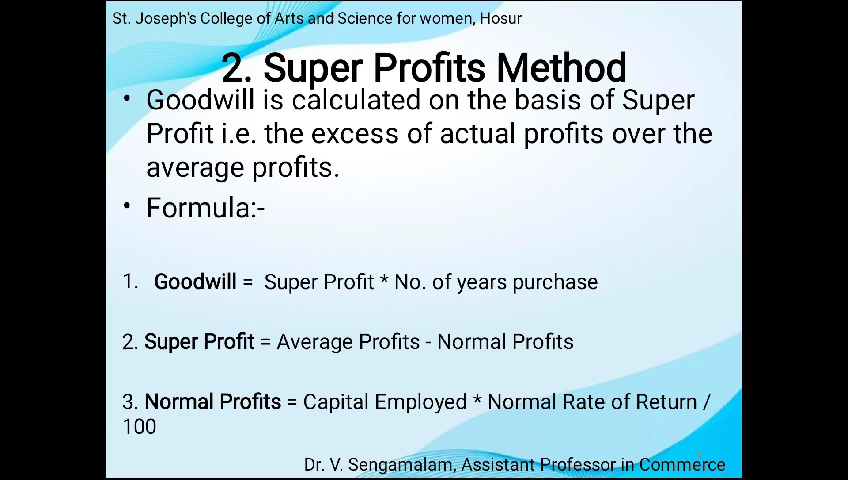 St. Joseph's College of Arts and Science for women, Hosur
2. Super Profits Method
• Goodwill is calculated on the basis of Super
Profit i.e. the excess of actual profits over the
average profits.
• Formula:-
1. Goodwill = Super Profit * No. of years purchase
2. Super Profit = Average Profits - Normal Profits
3. Normal Profits = Capital Employed * Normal Rate of Return /
100
Dr. V. Sengamalam, Assistant Professor in Commerce